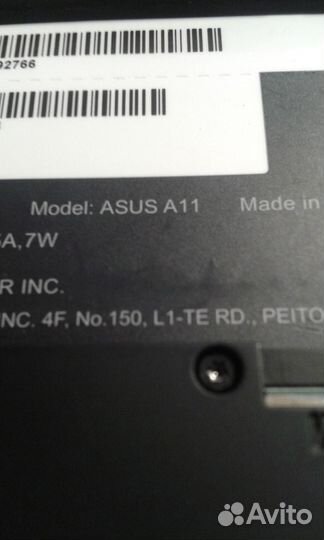 92766
Model: ASUS A11 Made in
A,7W
R INC.
INC. 4F, No.150, L1-TE RD., PEITO
Avito